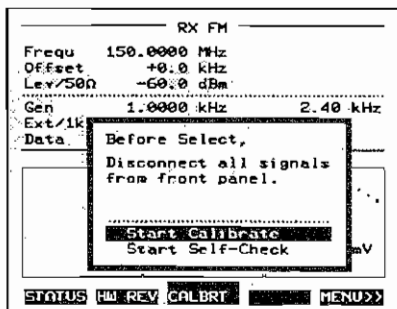 RX FM
Frequ 150.0000 MHz
Offset +0.0 kHz
Lev/50Ω -60.0 dBm
Gen 1.0000 kHz 2.40 kHz
Ext/1k
Data
Before Select,
Disconnect all signals
from front panel.
Start Calibrate
Start Self-Check
mV
STATUS HW REV CALBRT MENU>>